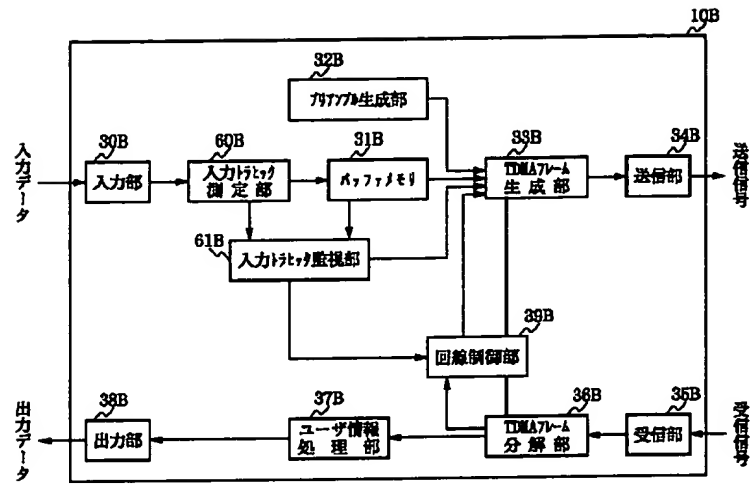 10B
32B
プリアンブル生成部
30B
60B
31B
33B
34B
入力データ
入力部
入力トラヒック
測定部
バッファメモリ
TDMAフレーム
生成部
送信部
送信信号
61B
入力トラヒック監視部
39B
回線制御部
38B
37B
36B
35B
出力データ
出力部
ユーザ情報
処理部
TDMAフレーム
分解部
受信部
受信信号